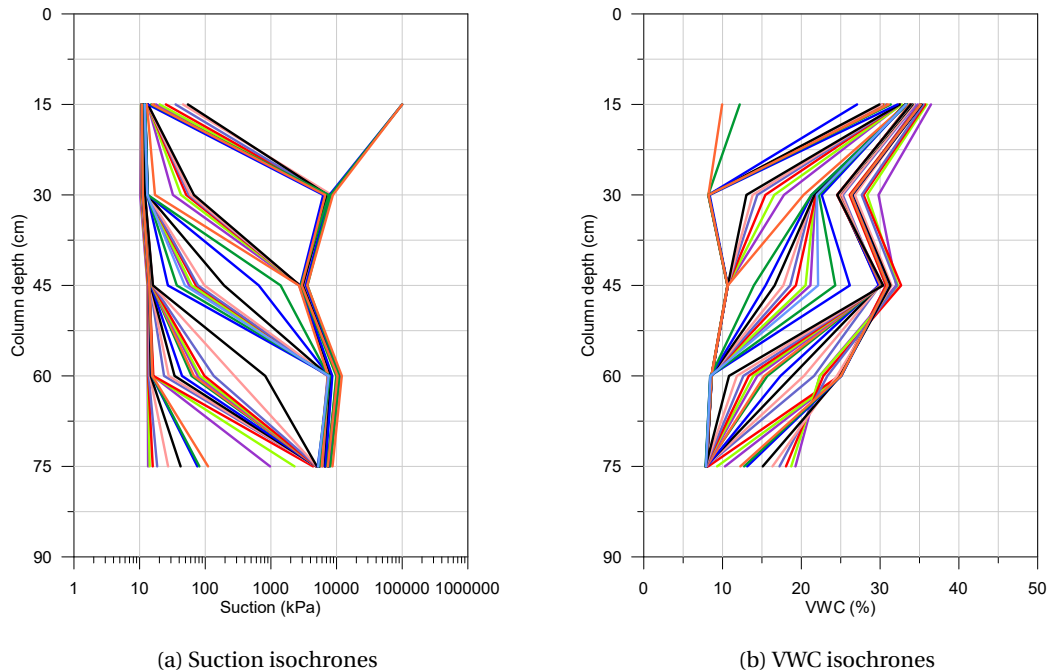 0
15
30
45
60
75
90
Column depth (cm)
1 10 100 1000 10000 100000 1000000
Suction (kPa)
(a) Suction isochrones
0
15
30
45
60
75
90
Column depth (cm)
0 10 20 30 40 50
VWC (%)
(b) VWC isochrones